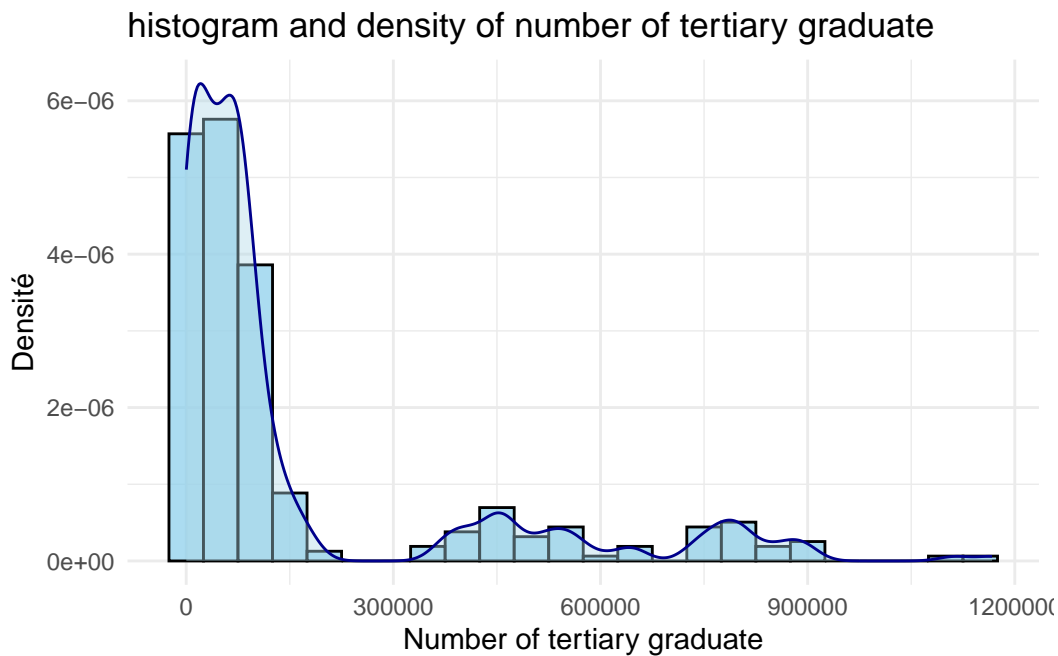 histogram and density of number of tertiary graduate
Densité
6e−06
4e−06
2e−06
0e+00
0 300000 600000 900000 1200000
Number of tertiary graduate